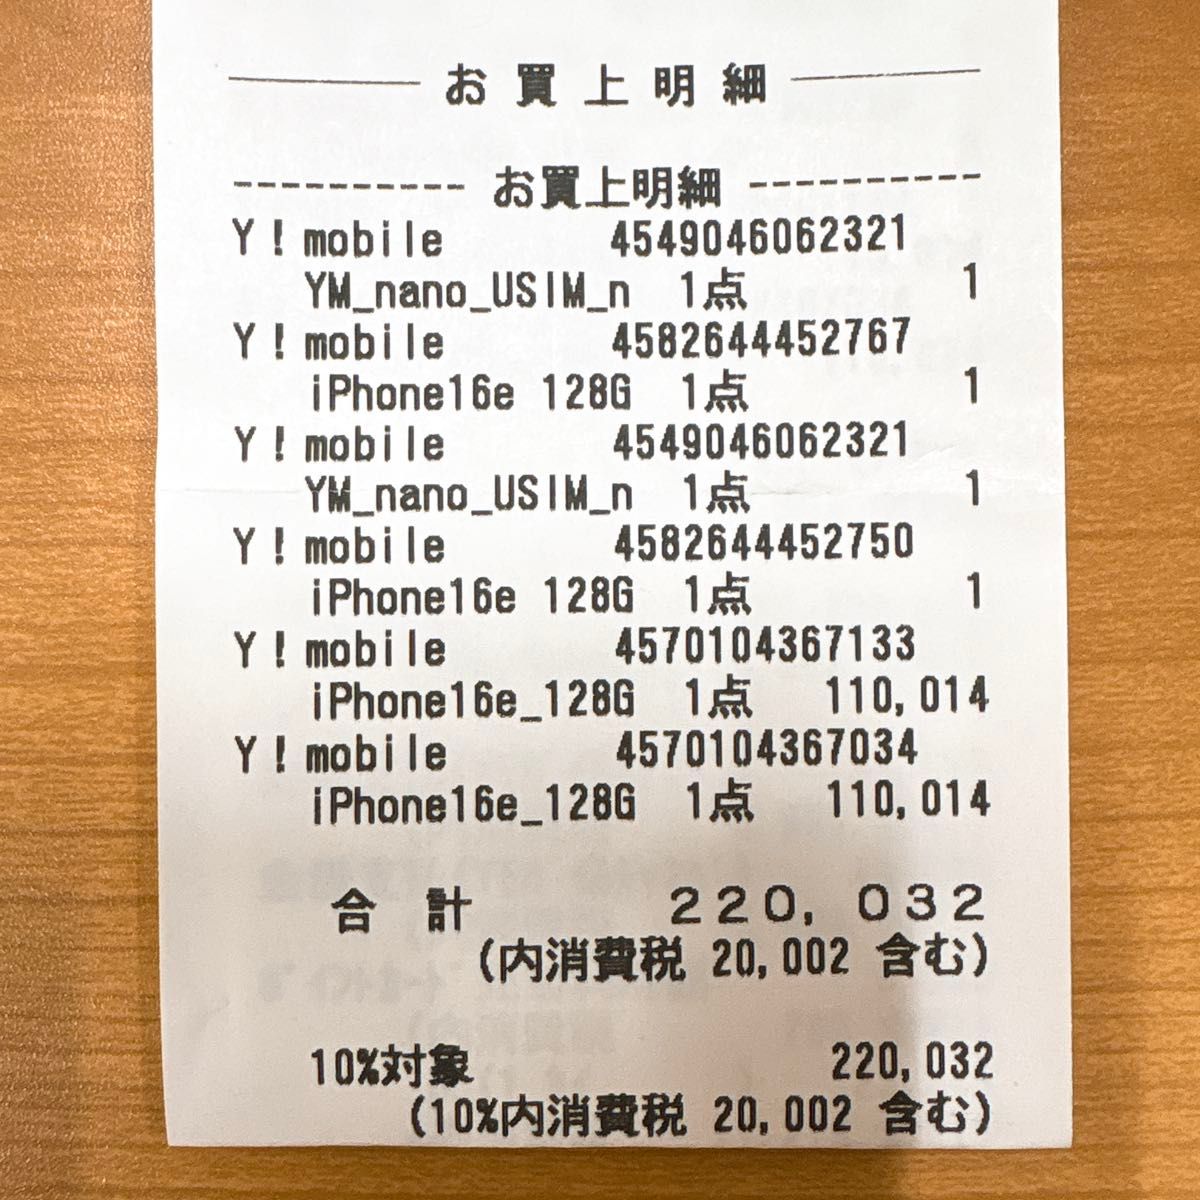 お買上明細
お買上明細
Y!mobile 4549046062321
YM_nano_USIM_n 1点 1
Y!mobile 4582644452767
iPhone16e 128G 1点 1
Y!mobile 4549046062321
YM_nano_USIM_n 1点 1
Y!mobile 4582644452750
iPhone16e 128G 1点 1
Y!mobile 4570104367133
iPhone16e_128G 1点 110,014
Y!mobile 4570104367034
iPhone16e_128G 1点 110,014
合計 220,032
(内消費税 20,002 含む)
10%対象 220,032
(10%内消費税 20,002 含む)